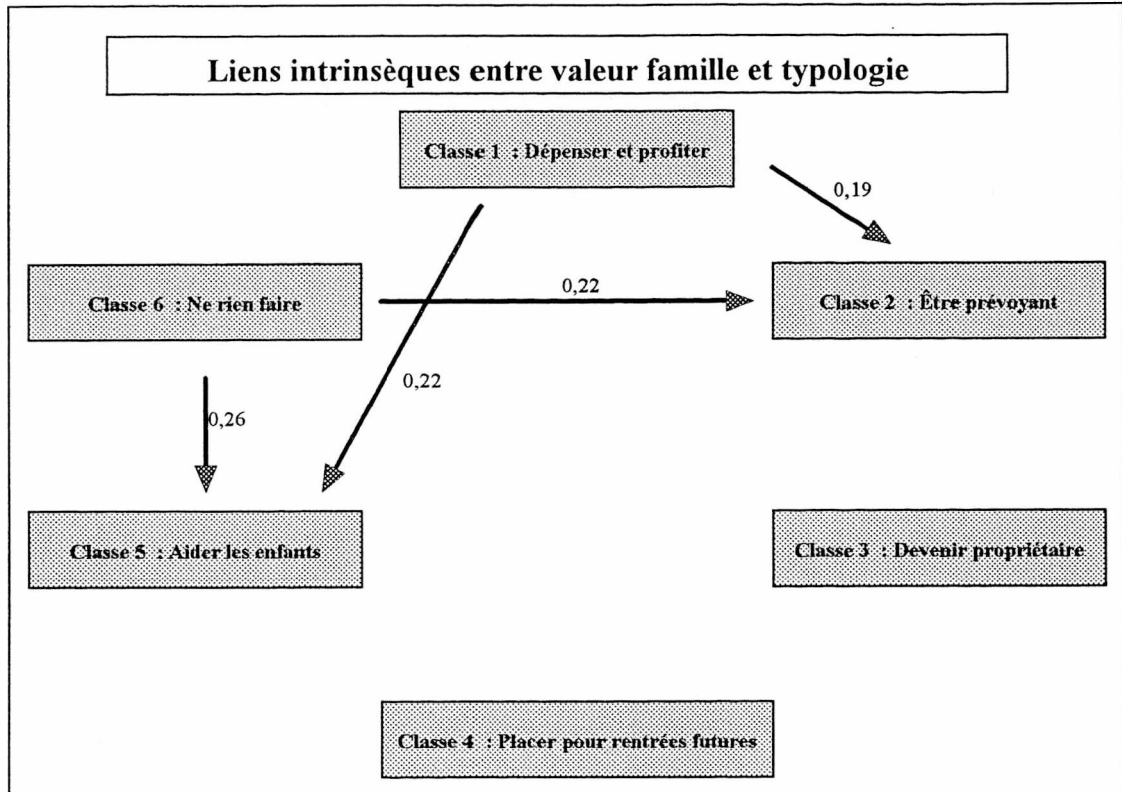 Liens intrinsèques entre valeur famille et typologie
Classe 1 : Dépenser et profiter
0,19
Classe 6 : Ne rien faire
0,22
Classe 2 : Être prévoyant
0,22
0,26
Classe 5 : Aider les enfants
Classe 3 : Devenir propriétaire
Classe 4 : Placer pour rentrées futures